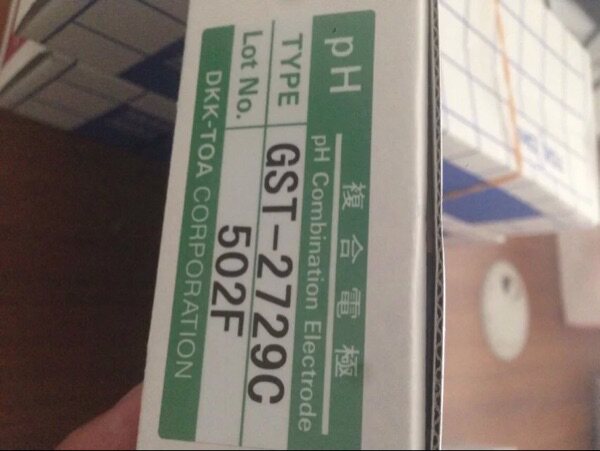 pH 複合電極
pH Combination Electrode
TYPE GST-2729C
Lot No. 502F
DKK-TOA CORPORATION